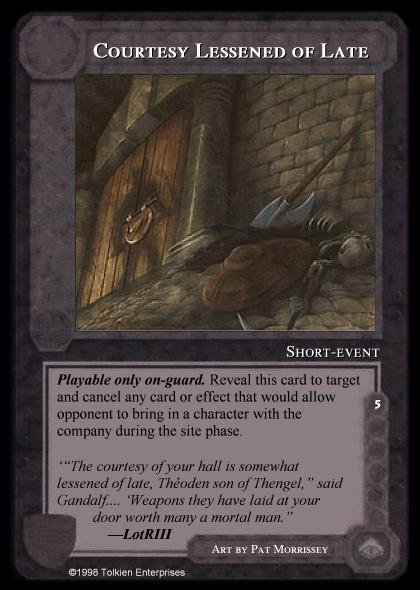 Courtesy Lessened of Late
Short-event
Playable only on-guard. Reveal this card to target
and cancel any card or effect that would allow
opponent to bring in a character with the
company during the site phase.
5
‘“The courtesy of your hall is somewhat
lessened of late, Théoden son of Thengel,” said
Gandalf.... ‘Weapons they have laid at your
door worth many a mortal man.”
—LotRIII
Art by Pat Morrissey
©1998 Tolkien Enterprises